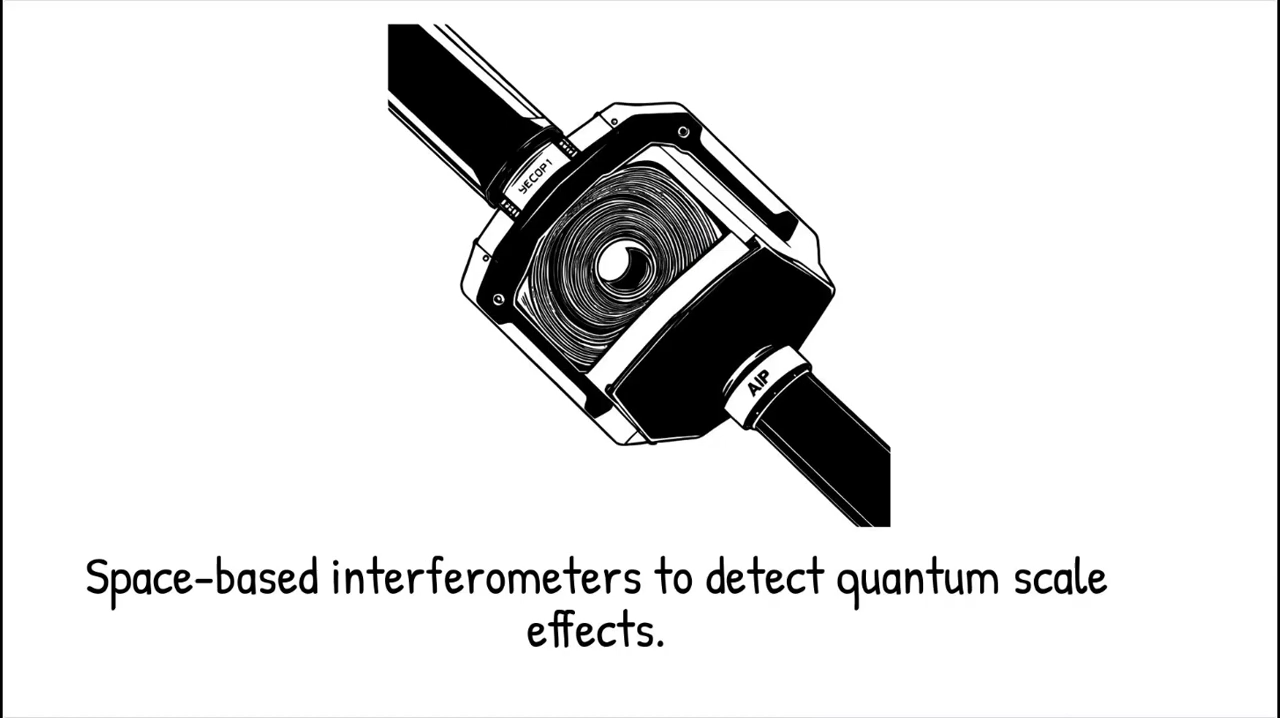 YECOP1
AIP
Space-based interferometers to detect quantum scale
effects.